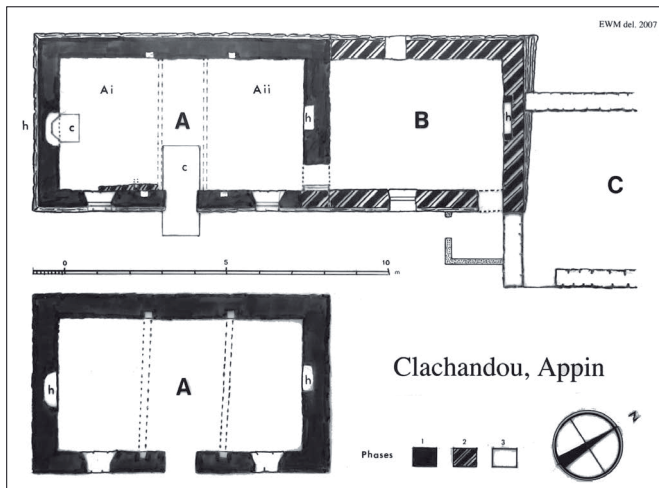 EWM del. 2007
Ai
Aii
A
B
C
h
c
c
h
h
0 5 10 m
A
h
h
Clachandou, Appin
N
Phases 1 2 3